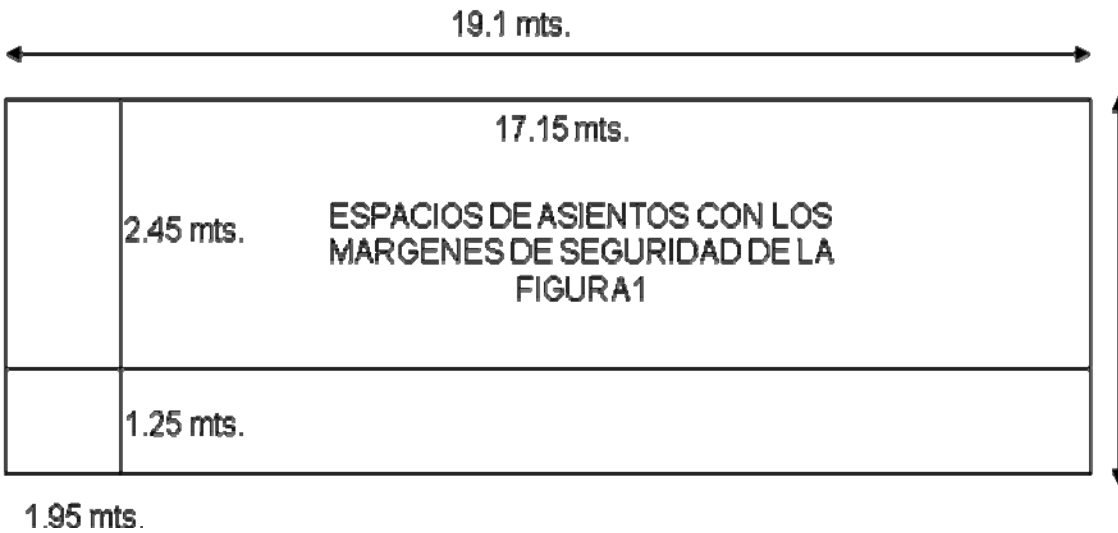 19.1 mts.
17.15 mts.
2.45 mts.
ESPACIOS DE ASIENTOS CON LOS
MARGENES DE SEGURIDAD DE LA
FIGURA1
1.25 mts.
1.95 mts.